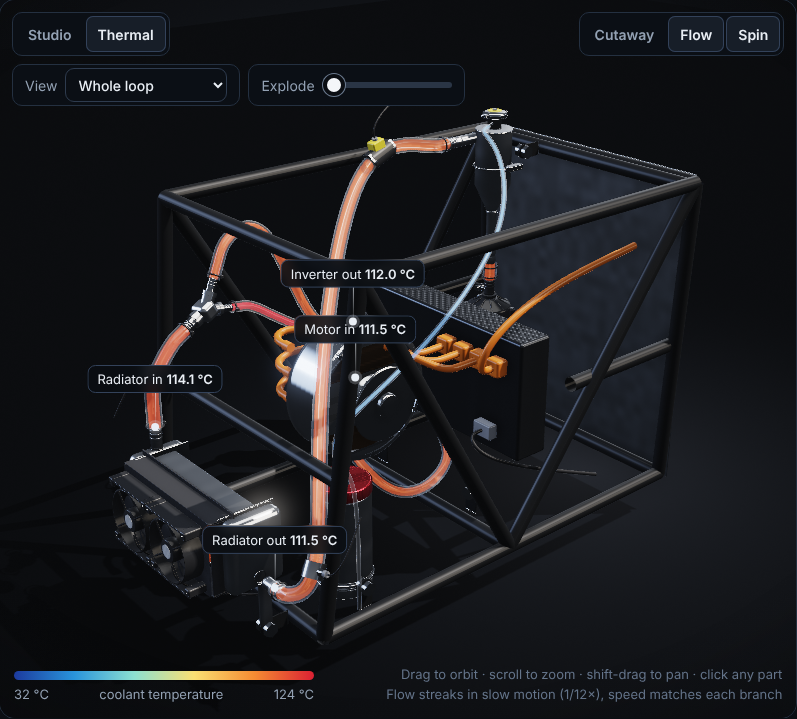 Studio Thermal Cutaway Flow Spin
View Whole loop Explode
Inverter out 112.0 °C
Motor in 111.5 °C
Radiator in 114.1 °C
Radiator out 111.5 °C
Drag to orbit · scroll to zoom · shift-drag to pan · click any part
32 °C coolant temperature 124 °C
Flow streaks in slow motion (1/12×), speed matches each branch